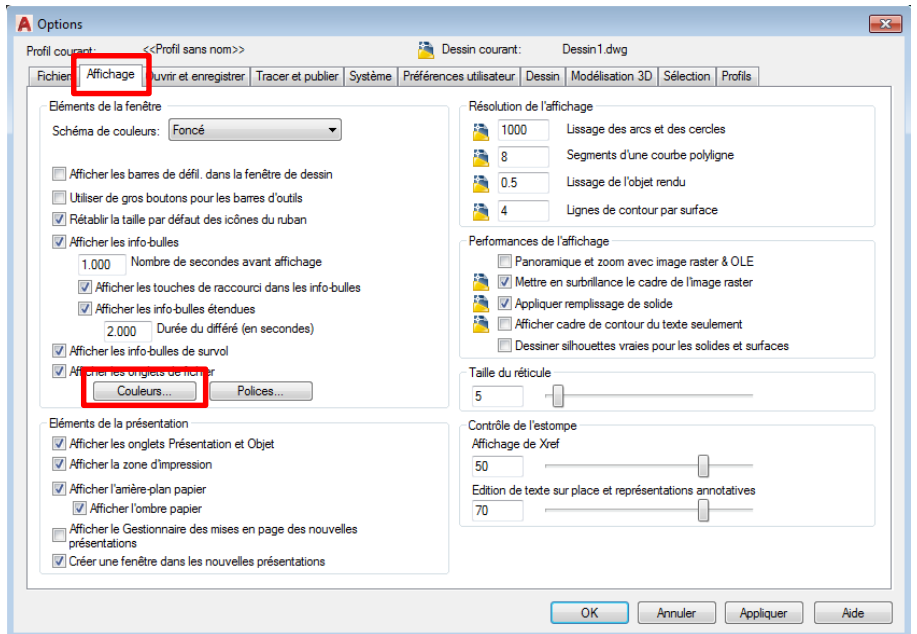 Options
Profil courant: <<Profil sans nom>> Dessin courant: Dessin1.dwg
Fichiers Affichage Ouvrir et enregistrer Tracer et publier Système Préférences utilisateur Dessin Modélisation 3D Sélection Profils
Eléments de la fenêtre
Schéma de couleurs: Foncé
Afficher les barres de défil. dans la fenêtre de dessin
Utiliser de gros boutons pour les barres d'outils
Rétablir la taille par défaut des icônes du ruban
Afficher les info-bulles
1.000 Nombre de secondes avant affichage
Afficher les touches de raccourci dans les info-bulles
Afficher les info-bulles étendues
2.000 Durée du différé (en secondes)
Afficher les info-bulles de survol
Afficher les onglets de fichier
Couleurs... Polices...
Eléments de la présentation
Afficher les onglets Présentation et Objet
Afficher la zone d'impression
Afficher l'arrière-plan papier
Afficher l'ombre papier
Afficher le Gestionnaire des mises en page des nouvelles
présentations
Créer une fenêtre dans les nouvelles présentations
Résolution de l'affichage
1000 Lissage des arcs et des cercles
8 Segments d'une courbe polyligne
0.5 Lissage de l'objet rendu
4 Lignes de contour par surface
Performances de l'affichage
Panoramique et zoom avec image raster & OLE
Mettre en surbrillance le cadre de l'image raster
Appliquer remplissage de solide
Afficher cadre de contour du texte seulement
Dessiner silhouettes vraies pour les solides et surfaces
Taille du réticule
5
Contrôle de l'estompe
Affichage de Xref
50
Edition de texte sur place et représentations annotatives
70
OK Annuler Appliquer Aide